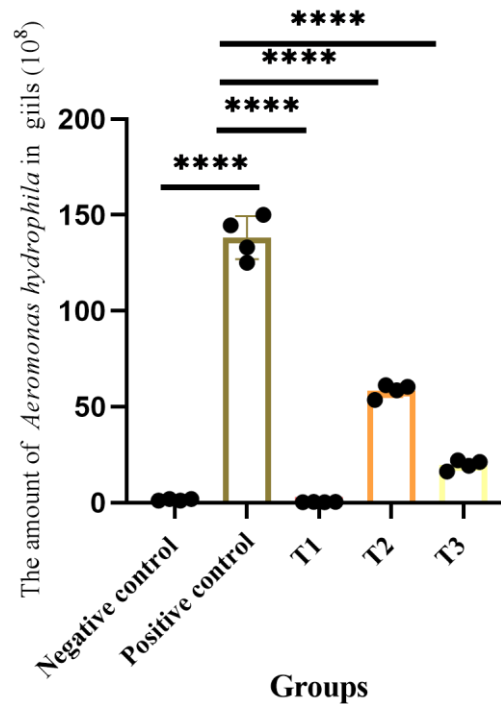 ****
****
****
****
The amount of Aeromonas hydrophila in giils (10⁸)
200
150
100
50
0
Negative control
Positive control
T1
T2
T3
Groups